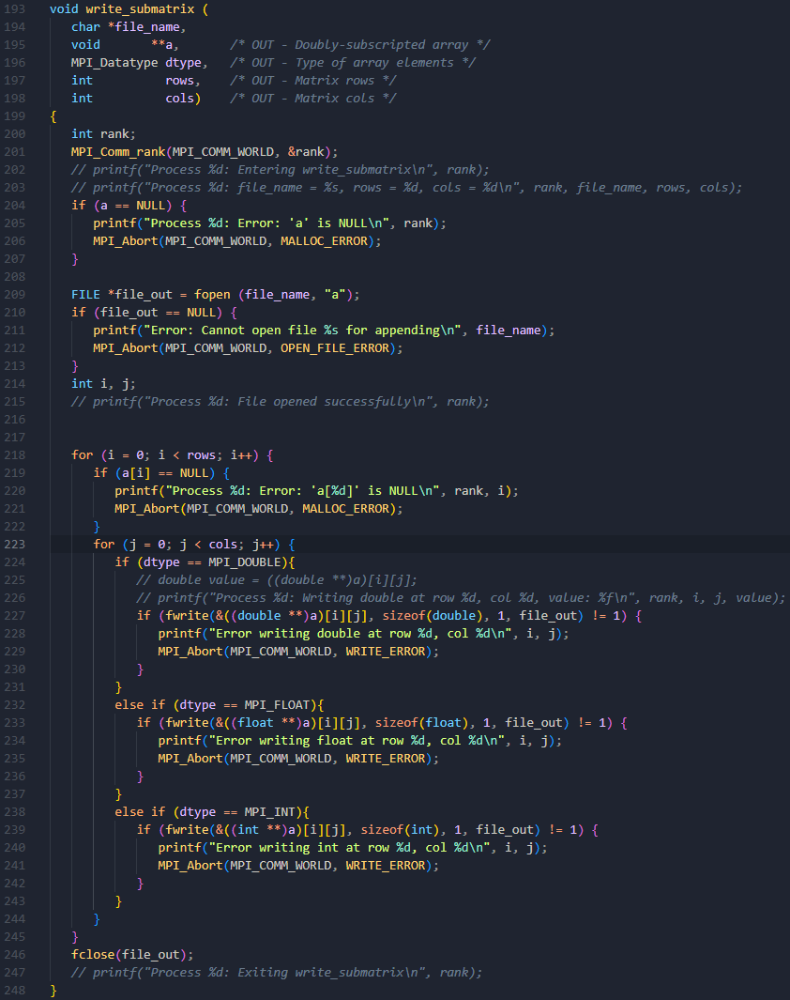 193 void write_submatrix (
194    char *file_name,
195    void       **a,       /* OUT - Doubly-subscripted array */
196    MPI_Datatype dtype,   /* OUT - Type of array elements */
197    int          rows,    /* OUT - Matrix rows */
198    int          cols)    /* OUT - Matrix cols */
199 {
200    int rank;
201    MPI_Comm_rank(MPI_COMM_WORLD, &rank);
202    // printf("Process %d: Entering write_submatrix\n", rank);
203    // printf("Process %d: file_name = %s, rows = %d, cols = %d\n", rank, file_name, rows, cols);
204    if (a == NULL) {
205       printf("Process %d: Error: 'a' is NULL\n", rank);
206       MPI_Abort(MPI_COMM_WORLD, MALLOC_ERROR);
207    }
208
209    FILE *file_out = fopen (file_name, "a");
210    if (file_out == NULL) {
211       printf("Error: Cannot open file %s for appending\n", file_name);
212       MPI_Abort(MPI_COMM_WORLD, OPEN_FILE_ERROR);
213    }
214    int i, j;
215    // printf("Process %d: File opened successfully\n", rank);
216
217
218    for (i = 0; i < rows; i++) {
219       if (a[i] == NULL) {
220          printf("Process %d: Error: 'a[%d]' is NULL\n", rank, i);
221          MPI_Abort(MPI_COMM_WORLD, MALLOC_ERROR);
222       }
223       for (j = 0; j < cols; j++) {
224          if (dtype == MPI_DOUBLE){
225             // double value = ((double **)a)[i][j];
226             // printf("Process %d: Writing double at row %d, col %d, value: %f\n", rank, i, j, value);
227             if (fwrite(&((double **)a)[i][j], sizeof(double), 1, file_out) != 1) {
228                printf("Error writing double at row %d, col %d\n", i, j);
229                MPI_Abort(MPI_COMM_WORLD, WRITE_ERROR);
230             }
231          }
232          else if (dtype == MPI_FLOAT){
233             if (fwrite(&((float **)a)[i][j], sizeof(float), 1, file_out) != 1) {
234                printf("Error writing float at row %d, col %d\n", i, j);
235                MPI_Abort(MPI_COMM_WORLD, WRITE_ERROR);
236             }
237          }
238          else if (dtype == MPI_INT){
239             if (fwrite(&((int **)a)[i][j], sizeof(int), 1, file_out) != 1) {
240                printf("Error writing int at row %d, col %d\n", i, j);
241                MPI_Abort(MPI_COMM_WORLD, WRITE_ERROR);
242             }
243          }
244       }
245    }
246    fclose(file_out);
247    // printf("Process %d: Exiting write_submatrix\n", rank);
248 }